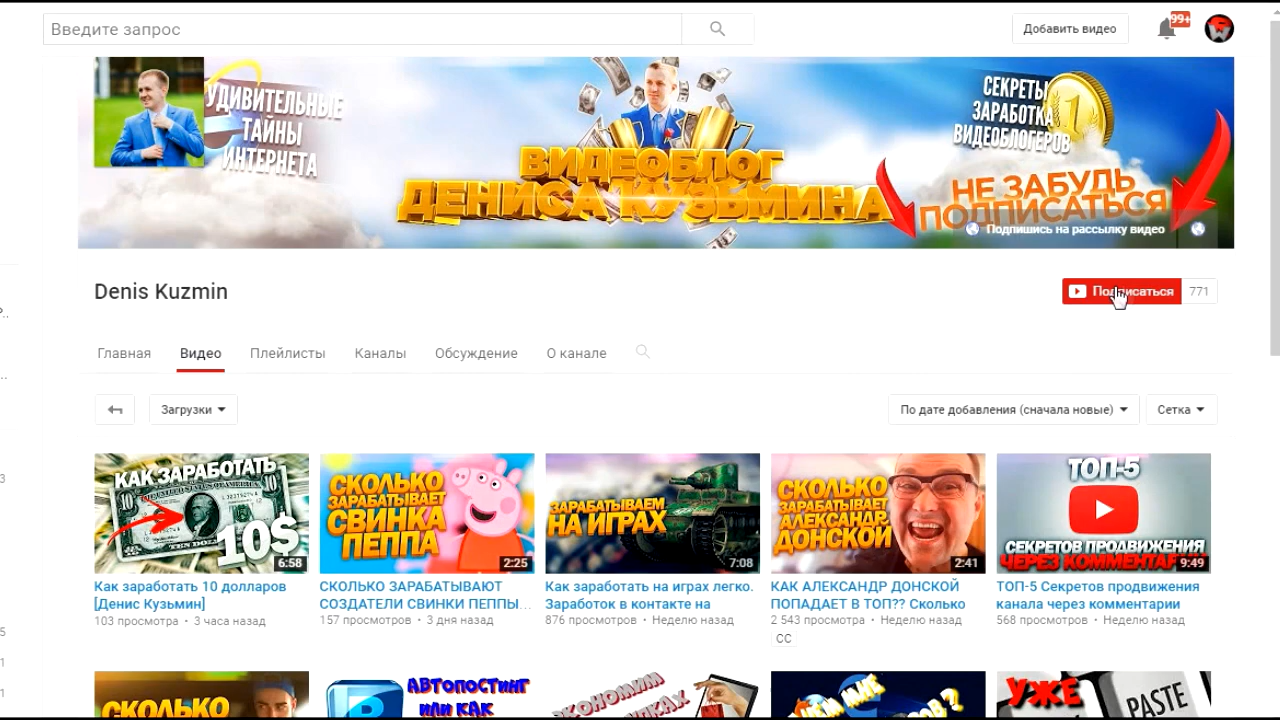 Введите запрос
Добавить видео
99+
УДИВИТЕЛЬНЫЕ
ТАЙНЫ
ИНТЕРНЕТА
ВИДЕОБЛОГ
ДЕНИСА КУЗЬМИНА
СЕКРЕТЫ
ЗАРАБОТКА
ВИДЕОБЛОГЕРОВ
1
НЕ ЗАБУДЬ
ПОДПИСАТЬСЯ
Подпишись на рассылку видео
Denis Kuzmin
Подписаться 771
Главная Видео Плейлисты Каналы Обсуждение О канале
Загрузки
По дате добавления (сначала новые) Сетка
КАК ЗАРАБОТАТЬ
10$
6:58
СКОЛЬКО
ЗАРАБАТЫВАЕТ
СВИНКА
ПЕППА
2:25
ЗАРАБАТЫВАЕМ
НА ИГРАХ
7:08
СКОЛЬКО
ЗАРАБАТЫВАЕТ
АЛЕКСАНДР
ДОНСКОЙ
2:41
ТОП-5
СЕКРЕТОВ ПРОДВИЖЕНИЯ
ЧЕРЕЗ КОММЕНТАРИИ
9:49
Как заработать 10 долларов
[Денис Кузьмин]
103 просмотра • 3 часа назад
СКОЛЬКО ЗАРАБАТЫВАЮТ
СОЗДАТЕЛИ СВИНКИ ПЕППЫ...
157 просмотров • 3 дня назад
Как заработать на играх легко.
Заработок в контакте на
876 просмотров • Неделю назад
КАК АЛЕКСАНДР ДОНСКОЙ
ПОПАДАЕТ В ТОП?? Сколько
2 543 просмотра • Неделю назад
CC
ТОП-5 Секретов продвижения
канала через комментарии
568 просмотров • Неделю назад
СКОЛЬКО
АВТОПОСТИНГ
ИЛИ КАК
ЭКОНОМИМ
УЖЕ
PASTE